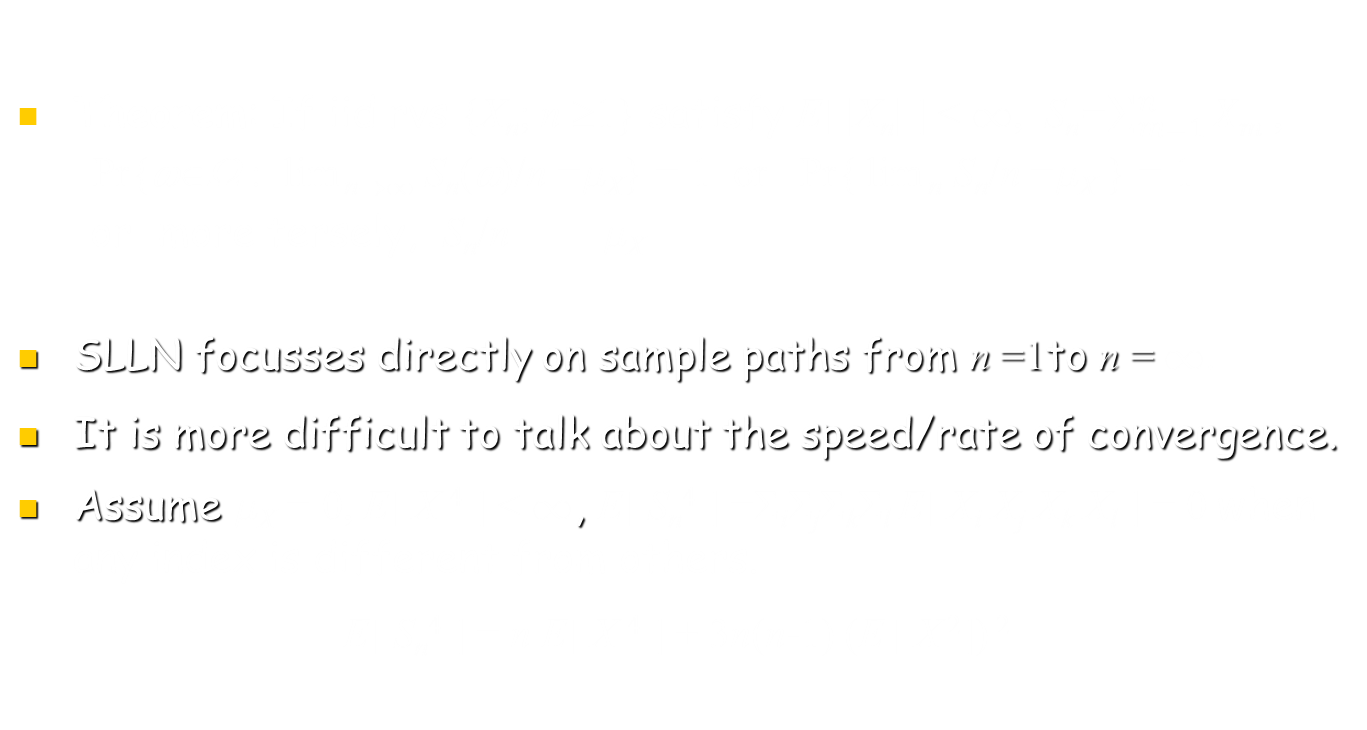 SLLN focusses directly on sample paths from n =1 to n =
It is more difficult to talk about the speed/rate of convergence.
Assume ,